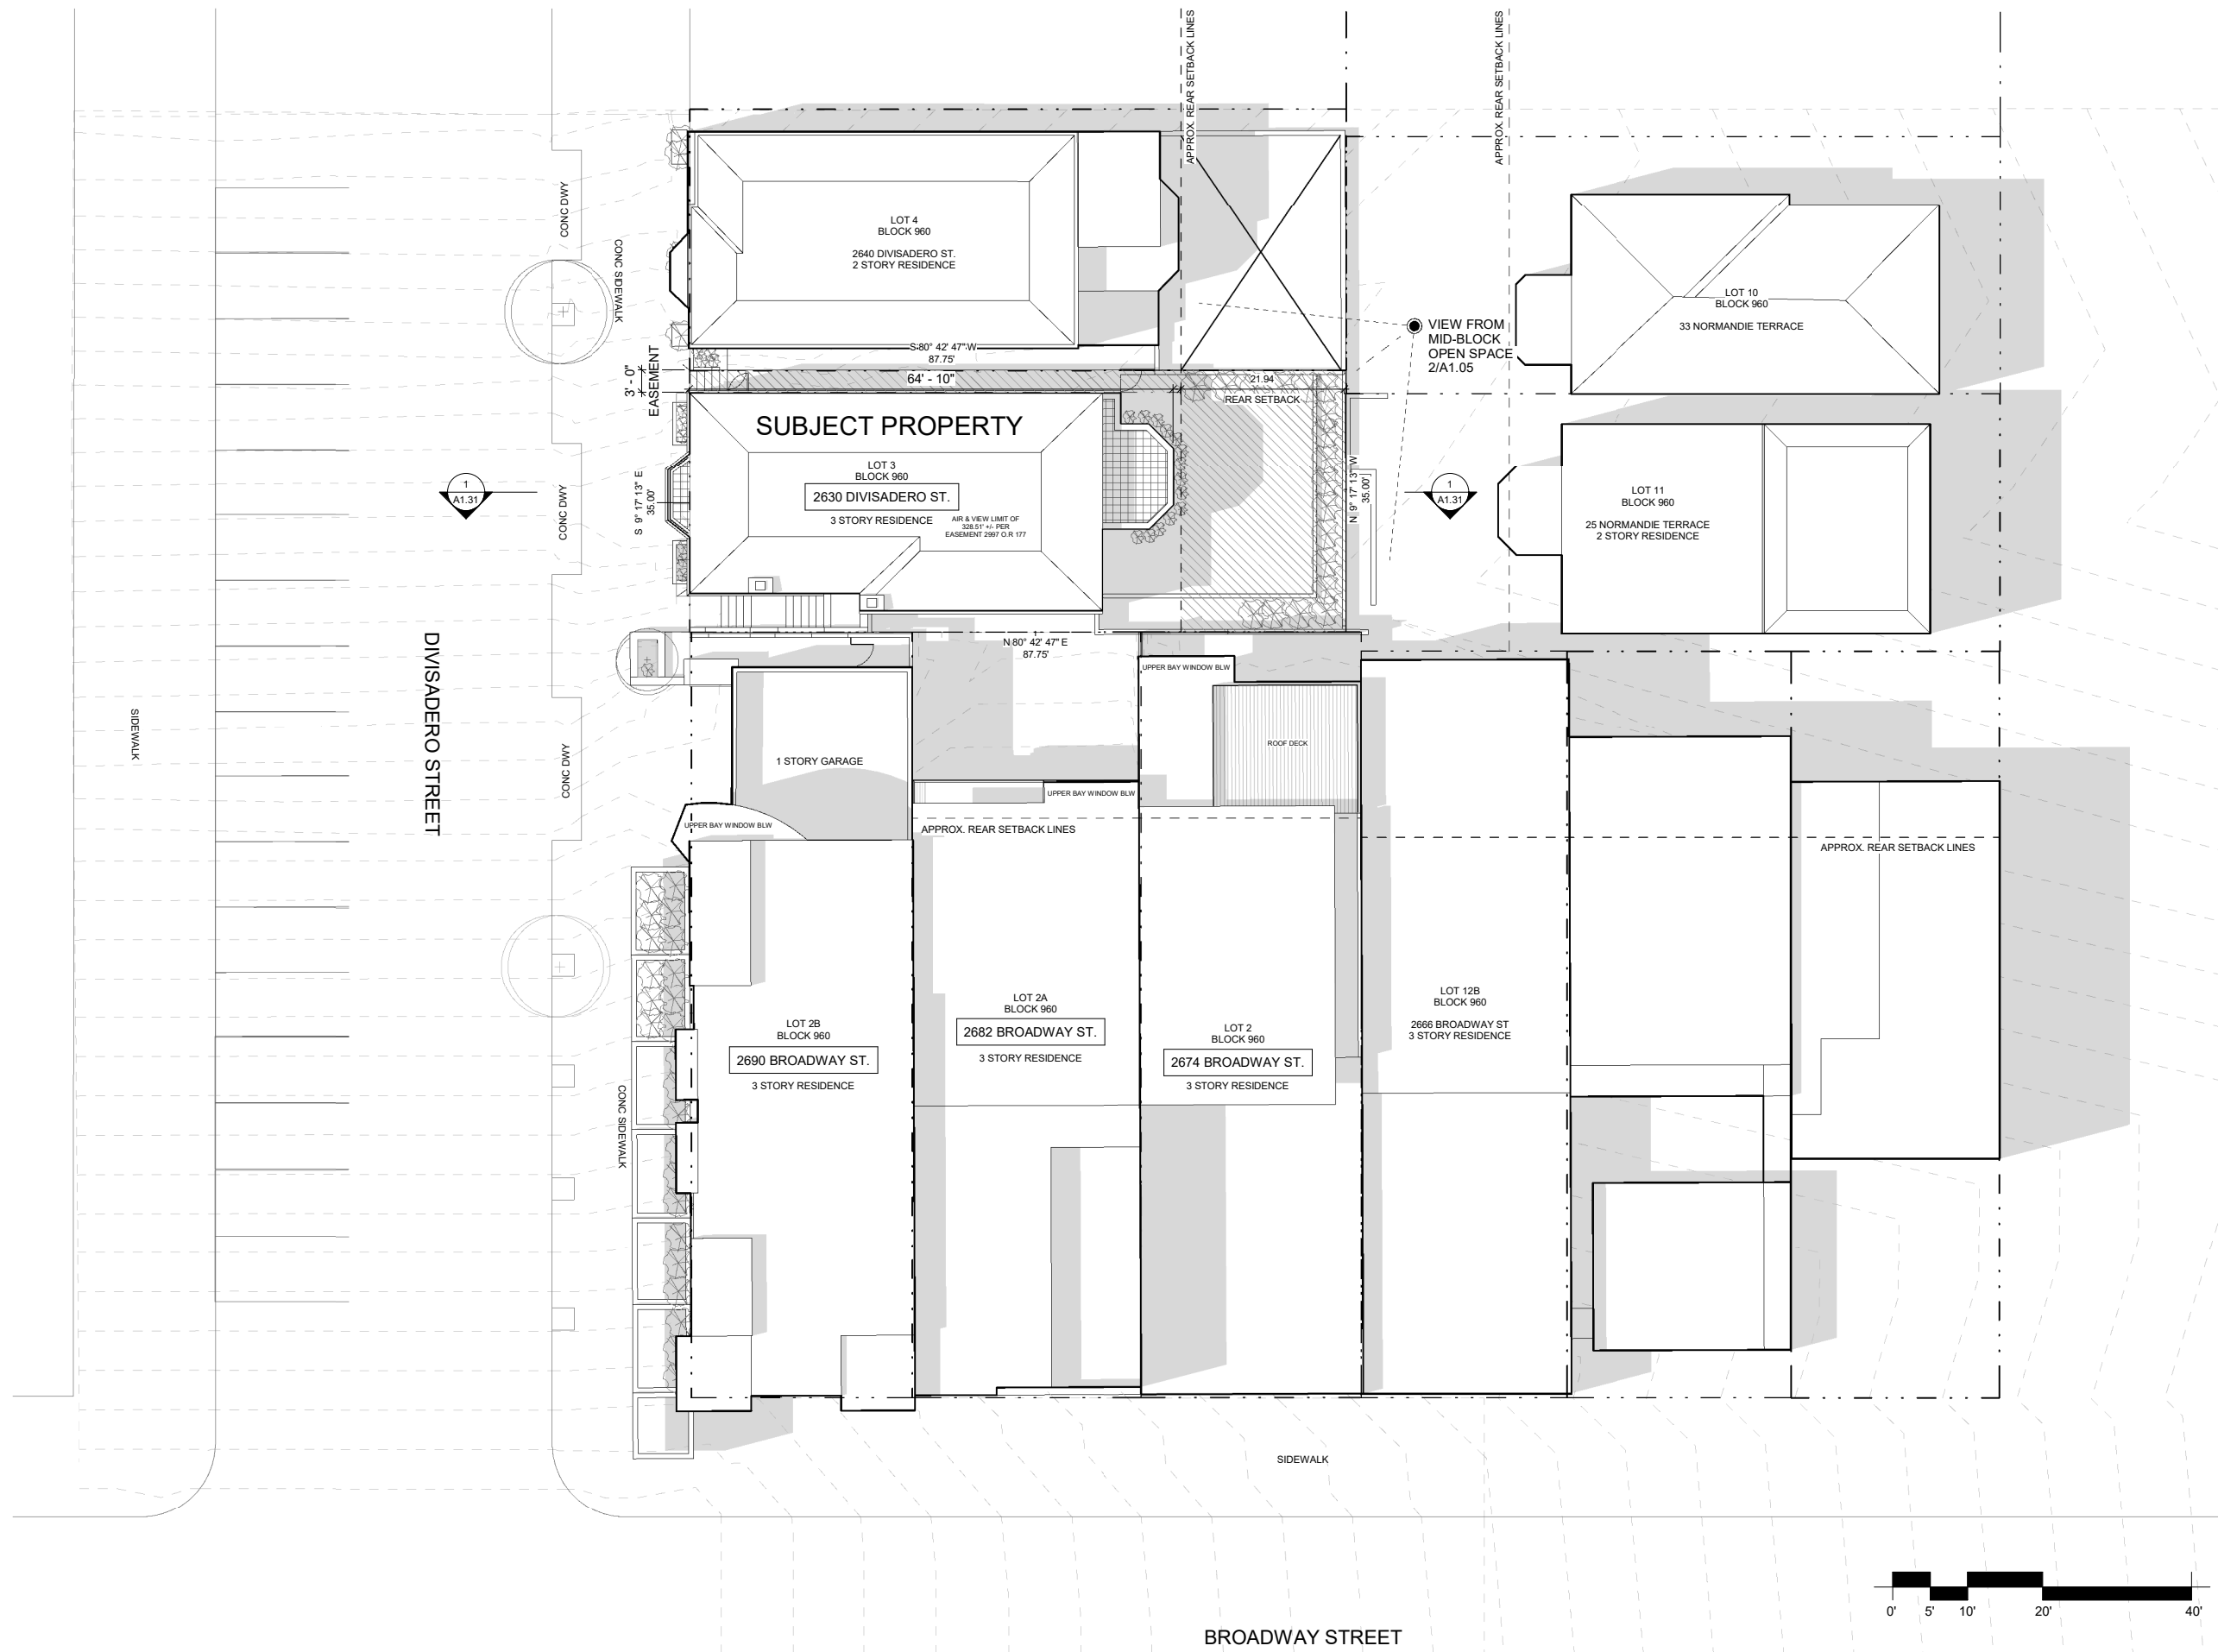 APPROX. REAR SETBACK LINES
APPROX. REAR SETBACK LINES
CONC DWY
CONC SIDEWALK
LOT 4
BLOCK 960
2640 DIVISADERO ST.
2 STORY RESIDENCE
LOT 10
BLOCK 960
33 NORMANDIE TERRACE
VIEW FROM
MID-BLOCK
OPEN SPACE
2/A1.05
S 80° 42' 47" W
87.75'
3' - 0"
EASEMENT
64' - 10"
21.94
REAR SETBACK
SUBJECT PROPERTY
LOT 3
BLOCK 960
2630 DIVISADERO ST.
3 STORY RESIDENCE
AIR & VIEW LIMIT OF
328.51' +/- PER
EASEMENT 2997 O.R 177
1
A1.31
CONC DWY
S 9° 17' 13" E
35.00'
N 9° 17' 13" W
35.00'
1
A1.31
LOT 11
BLOCK 960
25 NORMANDIE TERRACE
2 STORY RESIDENCE
N 80° 42' 47" E
87.75'
DIVISADERO STREET
SIDEWALK
CONC DWY
UPPER BAY WINDOW BLW
ROOF DECK
1 STORY GARAGE
UPPER BAY WINDOW BLW
UPPER BAY WINDOW BLW
APPROX. REAR SETBACK LINES
APPROX. REAR SETBACK LINES
LOT 2B
BLOCK 960
2690 BROADWAY ST.
3 STORY RESIDENCE
LOT 2A
BLOCK 960
2682 BROADWAY ST.
3 STORY RESIDENCE
LOT 2
BLOCK 960
2674 BROADWAY ST.
3 STORY RESIDENCE
LOT 12B
BLOCK 960
2666 BROADWAY ST
3 STORY RESIDENCE
CONC SIDEWALK
SIDEWALK
0' 5' 10' 20' 40'
BROADWAY STREET